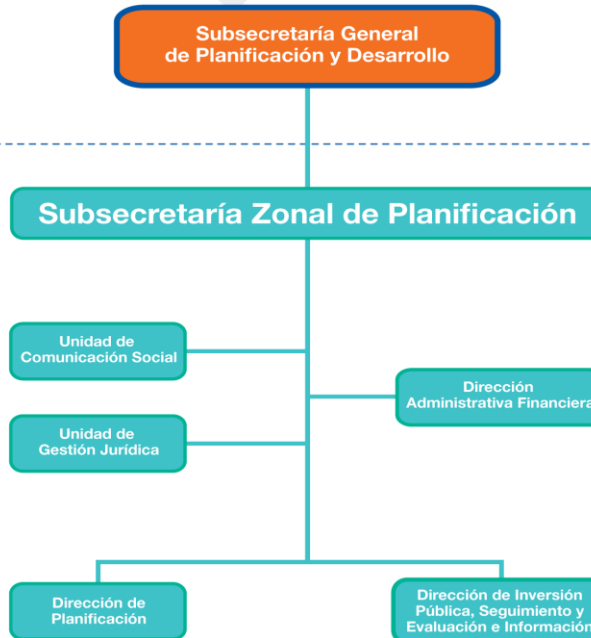 Subsecretaría General
de Planificación y Desarrollo
Subsecretaría Zonal de Planificación
Unidad de
Comunicación Social
Dirección
Administrativa Financiera
Unidad de
Gestión Jurídica
Dirección de
Planificación
Dirección de Inversión
Pública, Seguimiento y
Evaluación e Información